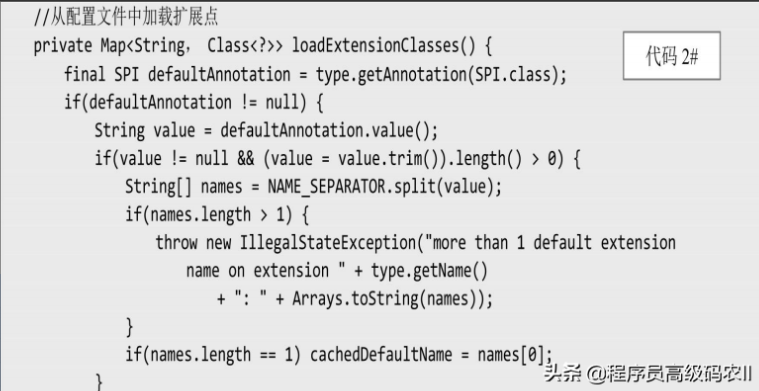 //从配置文件中加载扩展点
private Map<String, Class<?>> loadExtensionClasses() {
代码 2#
final SPI defaultAnnotation = type.getAnnotation(SPI.class);
if(defaultAnnotation != null) {
String value = defaultAnnotation.value();
if(value != null && (value = value.trim()).length() > 0) {
String[] names = NAME_SEPARATOR.split(value);
if(names.length > 1) {
throw new IllegalStateException("more than 1 default extension
name on extension " + type.getName()
+ ": " + Arrays.toString(names));
}
if(names.length == 1) cachedDefaultName = names[0];
}
头条 @程序员高级码农II